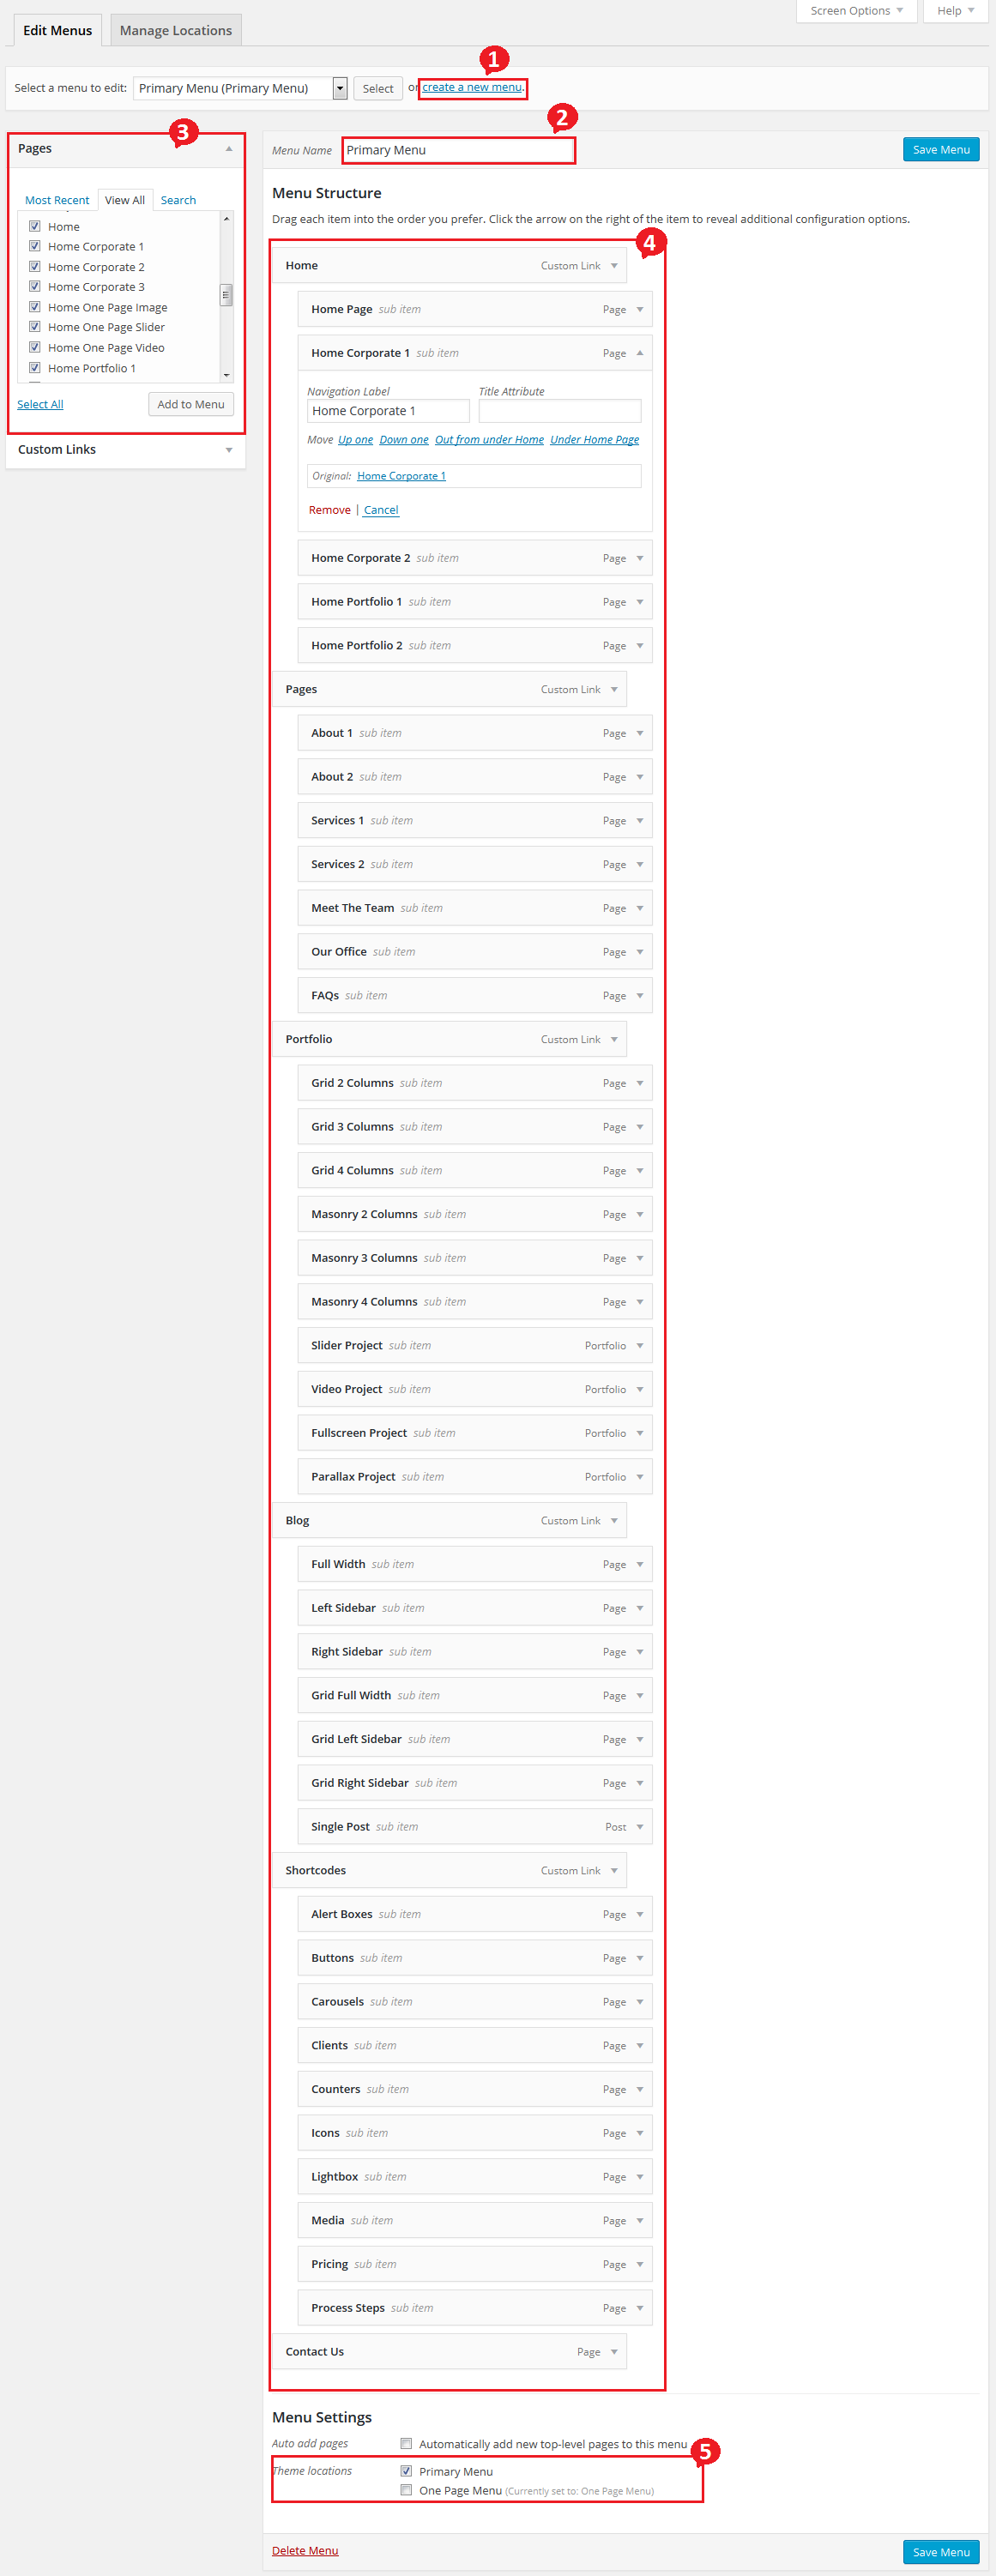 Screen Options Help
Edit Menus Manage Locations
1
Select a menu to edit: Primary Menu (Primary Menu) Select or create a new menu.
2
3
Pages
Most Recent View All Search
Home
Home Corporate 1
Home Corporate 2
Home Corporate 3
Home One Page Image
Home One Page Slider
Home One Page Video
Home Portfolio 1
Select All Add to Menu
Custom Links
Menu Name Primary Menu Save Menu
Menu Structure
Drag each item into the order you prefer. Click the arrow on the right of the item to reveal additional configuration options.
4
Home Custom Link
Home Page sub item Page
Home Corporate 1 sub item Page
Navigation Label Title Attribute
Home Corporate 1
Move Up one Down one Out from under Home Under Home Page
Original: Home Corporate 1
Remove | Cancel
Home Corporate 2 sub item Page
Home Portfolio 1 sub item Page
Home Portfolio 2 sub item Page
Pages Custom Link
About 1 sub item Page
About 2 sub item Page
Services 1 sub item Page
Services 2 sub item Page
Meet The Team sub item Page
Our Office sub item Page
FAQs sub item Page
Portfolio Custom Link
Grid 2 Columns sub item Page
Grid 3 Columns sub item Page
Grid 4 Columns sub item Page
Masonry 2 Columns sub item Page
Masonry 3 Columns sub item Page
Masonry 4 Columns sub item Page
Slider Project sub item Portfolio
Video Project sub item Portfolio
Fullscreen Project sub item Portfolio
Parallax Project sub item Portfolio
Blog Custom Link
Full Width sub item Page
Left Sidebar sub item Page
Right Sidebar sub item Page
Grid Full Width sub item Page
Grid Left Sidebar sub item Page
Grid Right Sidebar sub item Page
Single Post sub item Post
Shortcodes Custom Link
Alert Boxes sub item Page
Buttons sub item Page
Carousels sub item Page
Clients sub item Page
Counters sub item Page
Icons sub item Page
Lightbox sub item Page
Media sub item Page
Pricing sub item Page
Process Steps sub item Page
Contact Us Page
Menu Settings
Auto add pages Automatically add new top-level pages to this menu
5
Theme locations Primary Menu
One Page Menu (Currently set to: One Page Menu)
Delete Menu Save Menu